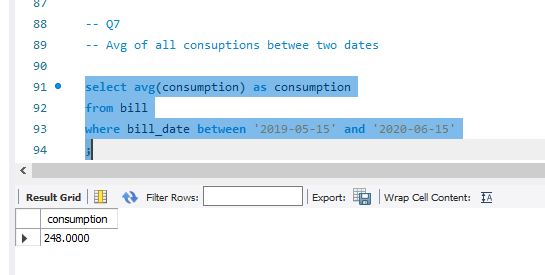 87
88 -- Q7
89 -- Avg of all consuptions betwee two dates
90
91 select avg(consumption) as consumption
92 from bill
93 where bill_date between '2019-05-15' and '2020-06-15'
94 ;
Result Grid Filter Rows: Export: Wrap Cell Content: IA
consumption
248.0000